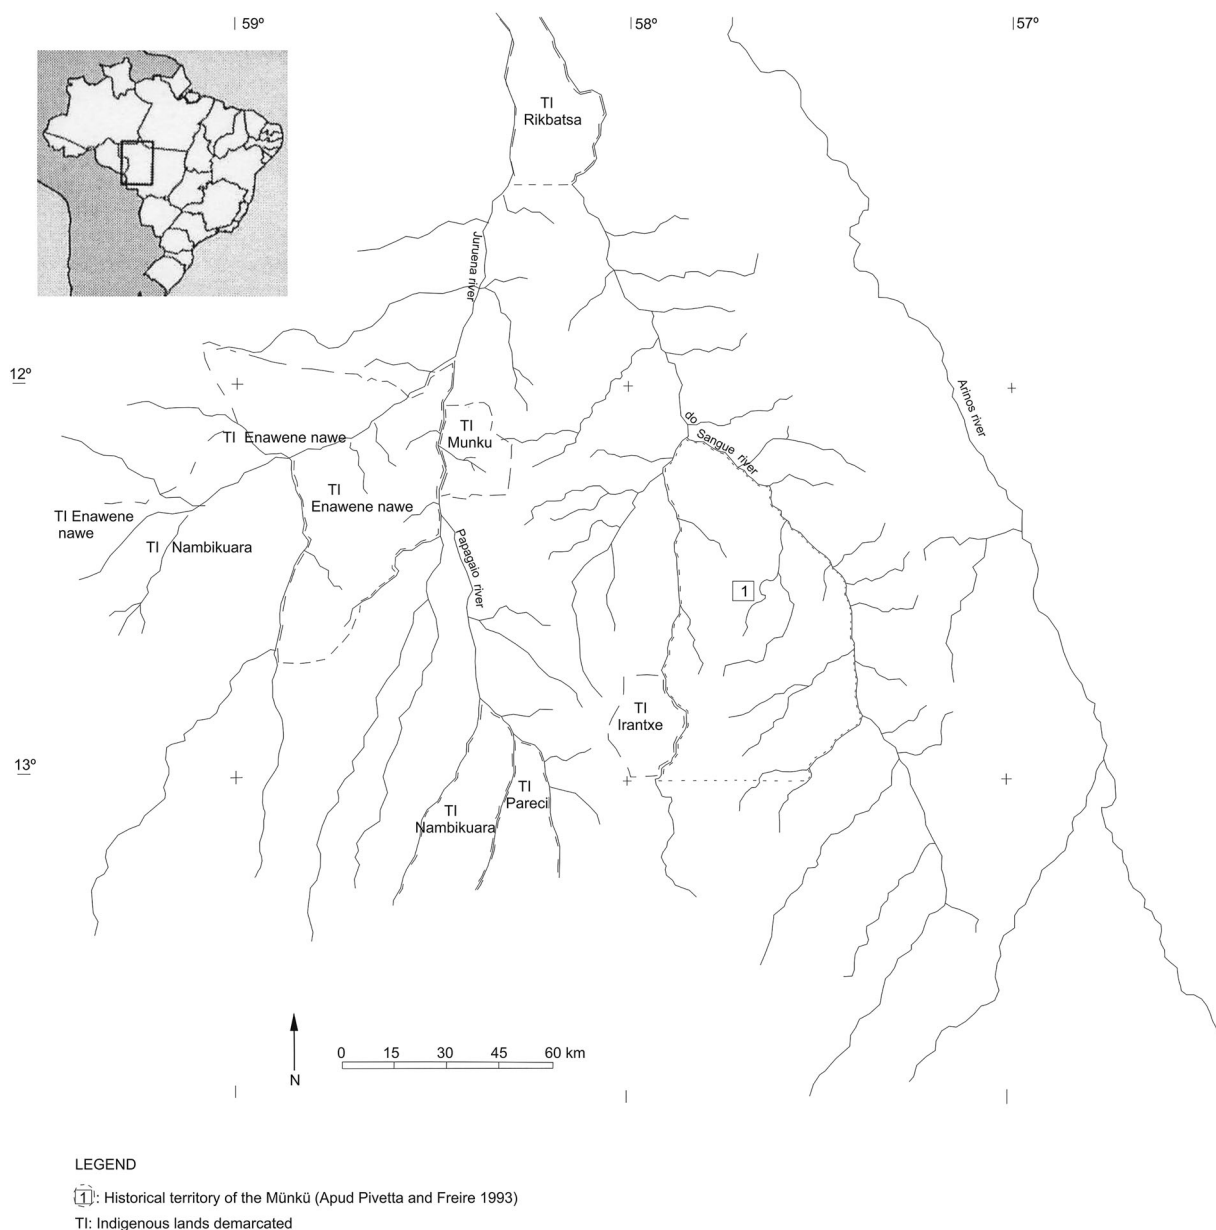 59º
58º
57º
TI
Rikbatsa
Juruena river
12º
Arinos river
TI
Munku
do Sangue river
TI Enawene nawe
TI
Enawene nawe
TI Enawene
nawe
TI Nambikuara
Papagaio river
1
TI
Irantxe
13º
TI
Pareci
TI
Nambikuara
0 15 30 45 60 km
N
LEGEND
1 : Historical territory of the Münkü (Apud Pivetta and Freire 1993)
TI: Indigenous lands demarcated